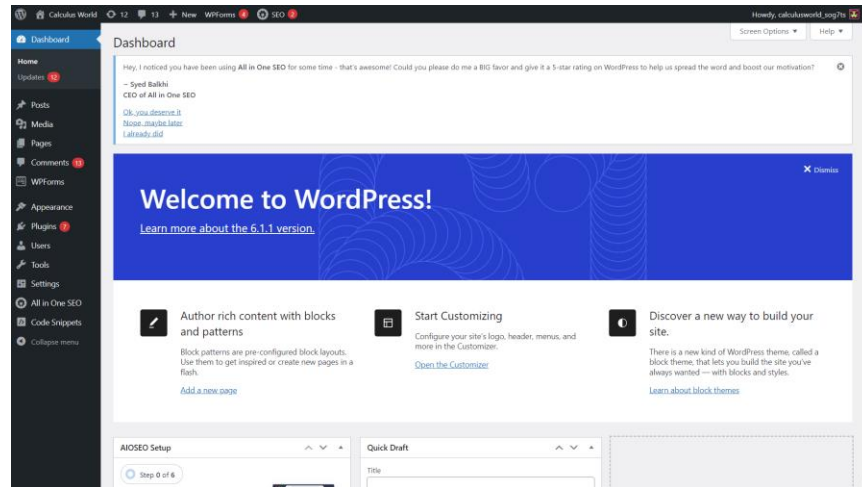 Calculus World 12 13 + New WPForms 4 SEO 2 Howdy, calculusworld_sog7ts
Dashboard
Home
Updates 12
Posts
Media
Pages
Comments 13
WPForms
Appearance
Plugins 7
Users
Tools
Settings
All in One SEO
Code Snippets
Collapse menu
Screen Options ▼ Help ▼
Dashboard
Hey, I noticed you have been using All in One SEO for some time - that's awesome! Could you please do me a BIG favor and give it a 5-star rating on WordPress to help us spread the word and boost our motivation?
~ Syed Balkhi
CEO of All in One SEO
Ok, you deserve it
Nope, maybe later
I already did
Dismiss
Welcome to WordPress!
Learn more about the 6.1.1 version.
Author rich content with blocks
and patterns
Block patterns are pre-configured block layouts.
Use them to get inspired or create new pages in a
flash.
Add a new page
Start Customizing
Configure your site's logo, header, menus, and
more in the Customizer.
Open the Customizer
Discover a new way to build your
site.
There is a new kind of WordPress theme, called a
block theme, that lets you build the site you've
always wanted — with blocks and styles.
Learn about block themes
AIOSEO Setup
Step 0 of 6
Quick Draft
Title